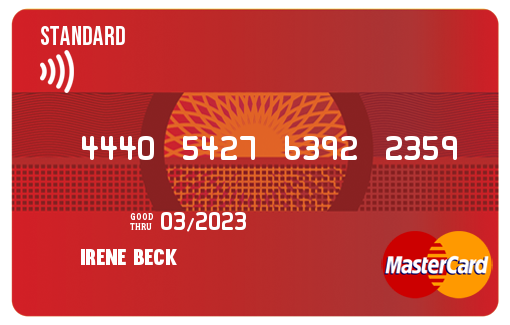 STANDARD
4440 5427 6392 2359
GOOD THRU 03/2023
IRENE BECK
MasterCard